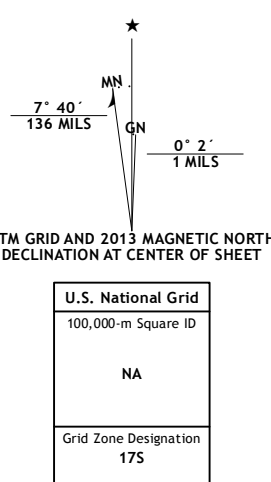 MN
7° 40´
136 MILS
GN
0° 2´
1 MILS
TM GRID AND 2013 MAGNETIC NORTH
DECLINATION AT CENTER OF SHEET
U.S. National Grid
100,000-m Square ID
NA
Grid Zone Designation
17S